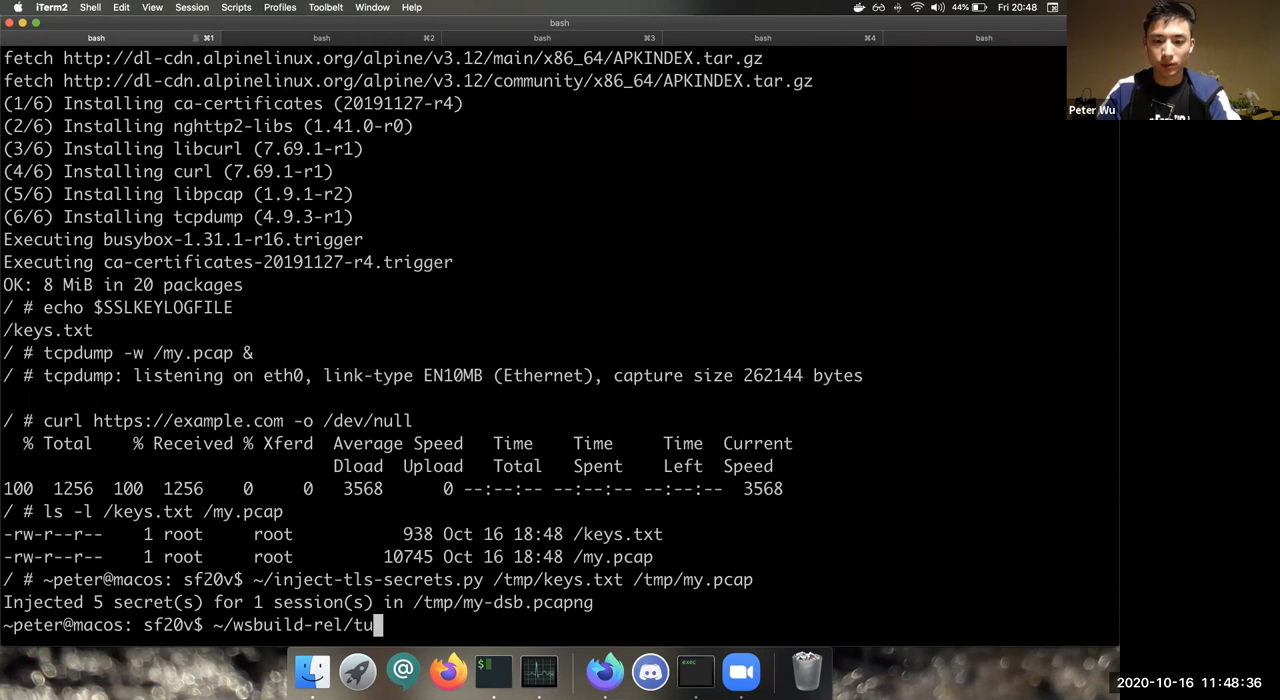 iTerm2 Shell Edit View Session Scripts Profiles Toolbelt Window Help 44% Fri 20:48
bash
bash ⌘1 bash ⌘2 bash ⌘3 bash ⌘4 bash
fetch http://dl-cdn.alpinelinux.org/alpine/v3.12/main/x86_64/APKINDEX.tar.gz
fetch http://dl-cdn.alpinelinux.org/alpine/v3.12/community/x86_64/APKINDEX.tar.gz
(1/6) Installing ca-certificates (20191127-r4)
(2/6) Installing nghttp2-libs (1.41.0-r0)
(3/6) Installing libcurl (7.69.1-r1)
(4/6) Installing curl (7.69.1-r1)
(5/6) Installing libpcap (1.9.1-r2)
(6/6) Installing tcpdump (4.9.3-r1)
Executing busybox-1.31.1-r16.trigger
Executing ca-certificates-20191127-r4.trigger
OK: 8 MiB in 20 packages
/ # echo $SSLKEYLOGFILE
/keys.txt
/ # tcpdump -w /my.pcap &
/ # tcpdump: listening on eth0, link-type EN10MB (Ethernet), capture size 262144 bytes
/ # curl https://example.com -o /dev/null
% Total % Received % Xferd Average Speed Time Time Time Current
Dload Upload Total Spent Left Speed
100 1256 100 1256 0 0 3568 0 --:--:-- --:--:-- --:--:-- 3568
/ # ls -l /keys.txt /my.pcap
-rw-r--r-- 1 root root 938 Oct 16 18:48 /keys.txt
-rw-r--r-- 1 root root 10745 Oct 16 18:48 /my.pcap
/ # ~peter@macos: sf20v$ ~/inject-tls-secrets.py /tmp/keys.txt /tmp/my.pcap
Injected 5 secret(s) for 1 session(s) in /tmp/my-dsb.pcapng
~peter@macos: sf20v$ ~/wsbuild-rel/tu
Peter Wu
$
exec
2020-10-16 11:48:36